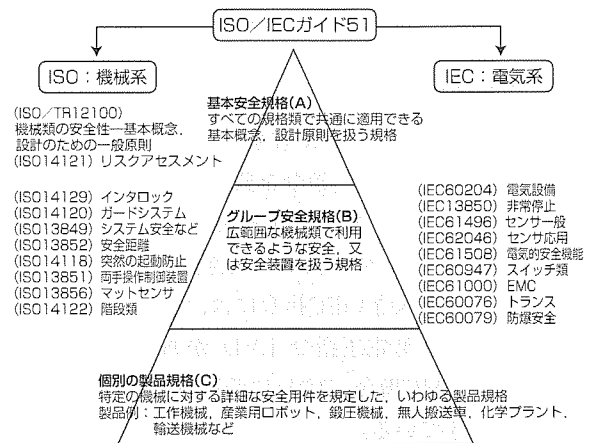 ISO／IECガイド51
ISO：機械系
IEC：電気系
(ISO／TR12100)
機械類の安全性ー基本概念，
設計のための一般原則
(ISO14121) リスクアセスメント
基本安全規格(A)
すべての規格類で共通に適用できる
基本概念，設計原則を扱う規格
(ISO14129) インタロック
(ISO14120) ガードシステム
(ISO13849) システム安全など
(ISO13852) 安全距離
(ISO14118) 突然の起動防止
(ISO13851) 両手操作制御装置
(ISO13856) マットセンサ
(ISO14122) 階段類
グループ安全規格(B)
広範囲な機械類で利用
できるような安全，又
は安全装置を扱う規格
(IEC60204) 電気設備
(IEC13850) 非常停止
(IEC61496) センサ一般
(IEC62046) センサ応用
(IEC61508) 電気的安全機能
(IEC60947) スイッチ類
(IEC61000) EMC
(IEC60076) トランス
(IEC60079) 防爆安全
個別の製品規格(C)
特定の機械に対する詳細な安全用件を規定した，いわゆる製品規格
製品例：工作機械，産業用ロボット，鍛圧機械，無人搬送車，化学プラント，
輸送機械など